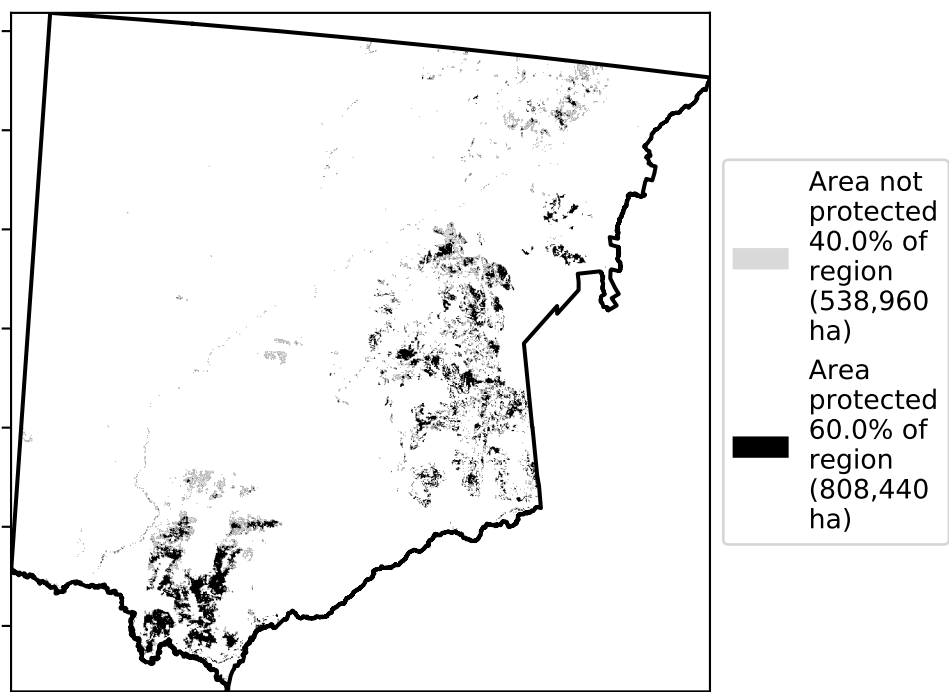 Area not
protected
40.0% of
region
(538,960
ha)
Area
protected
60.0% of
region
(808,440
ha)